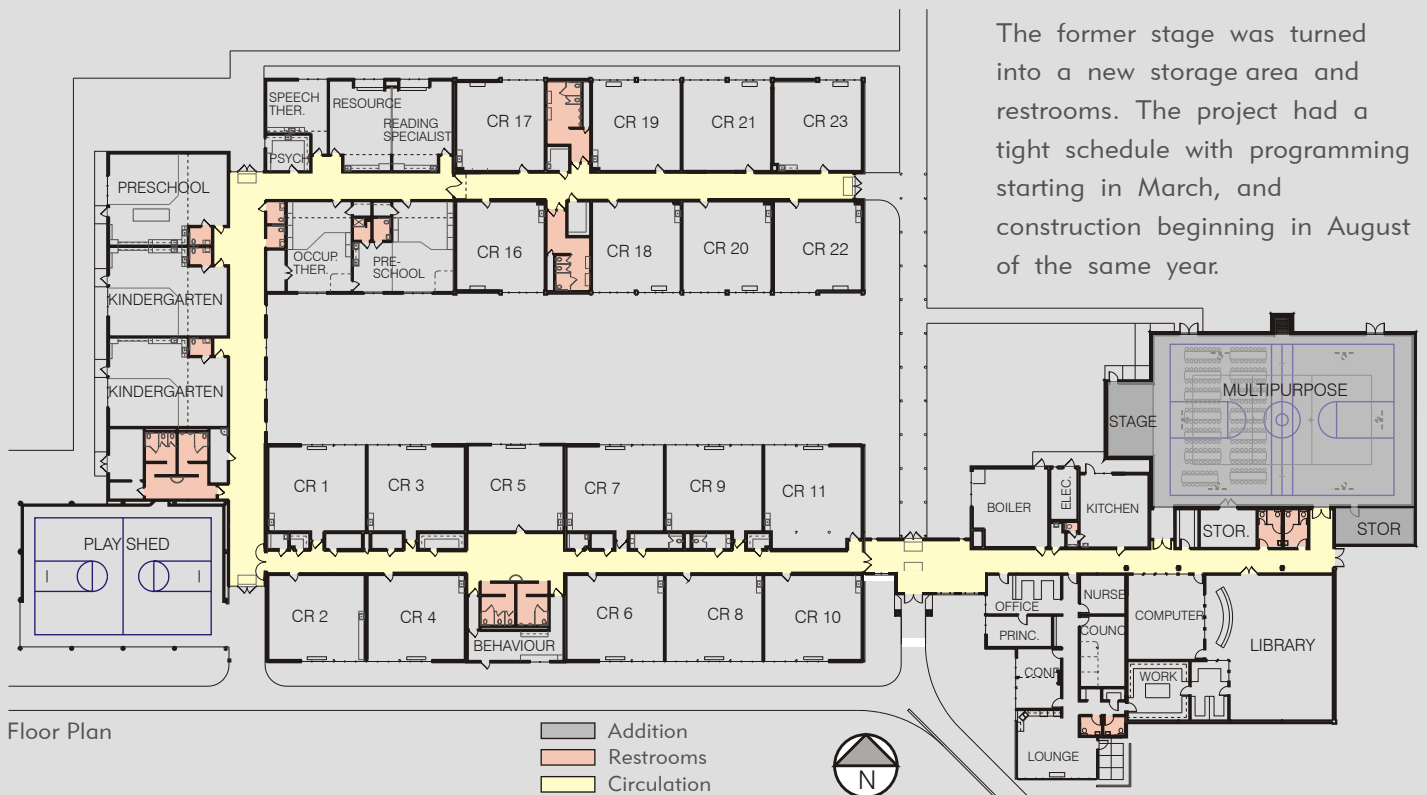 The former stage was turned
into a new storage area and
restrooms. The project had a
tight schedule with programming
starting in March, and
construction beginning in August
of the same year.
SPEECH
THER.
RESOURCE
READING
SPECIALIST
PSYCH
CR 17
CR 19
CR 21
CR 23
PRESCHOOL
OCCUP.
THER.
PRE-
SCHOOL
CR 16
CR 18
CR 20
CR 22
KINDERGARTEN
KINDERGARTEN
MULTIPURPOSE
STAGE
CR 1
CR 3
CR 5
CR 7
CR 9
CR 11
BOILER
ELEC.
KITCHEN
STOR.
STOR
PLAY SHED
CR 2
CR 4
BEHAVIOUR
CR 6
CR 8
CR 10
OFFICE
NURSE
COMPUTER
PRINC.
COUNC
LIBRARY
CONF
WORK
LOUNGE
Floor Plan
Addition
Restrooms
Circulation
N